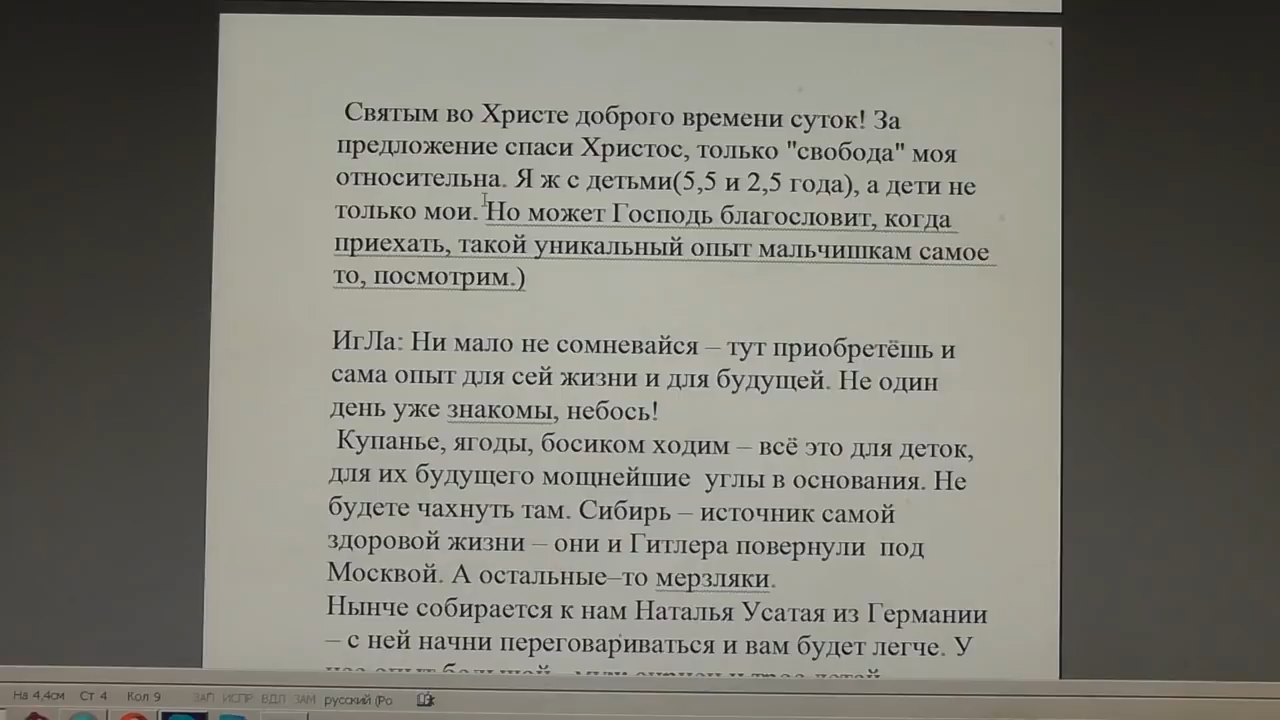 Святым во Христе доброго времени суток! За
предложение спаси Христос, только "свобода" моя
относительна. Я ж с детьми(5,5 и 2,5 года), а дети не
только мои. Но может Господь благословит, когда
приехать, такой уникальный опыт мальчишкам самое
то, посмотрим.)
ИгЛа: Ни мало не сомневайся – тут приобретёшь и
сама опыт для сей жизни и для будущей. Не один
день уже знакомы, небось!
Купанье, ягоды, босиком ходим – всё это для деток,
для их будущего мощнейшие углы в основания. Не
будете чахнуть там. Сибирь – источник самой
здоровой жизни – они и Гитлера повернули под
Москвой. А остальные–то мерзляки.
Нынче собирается к нам Наталья Усатая из Германии
– с ней начни переговариваться и вам будет легче. У
На 4,4см Ст 4 Кол 9 ЗАП ИСПР ВДЛ ЗАМ русский (Ро